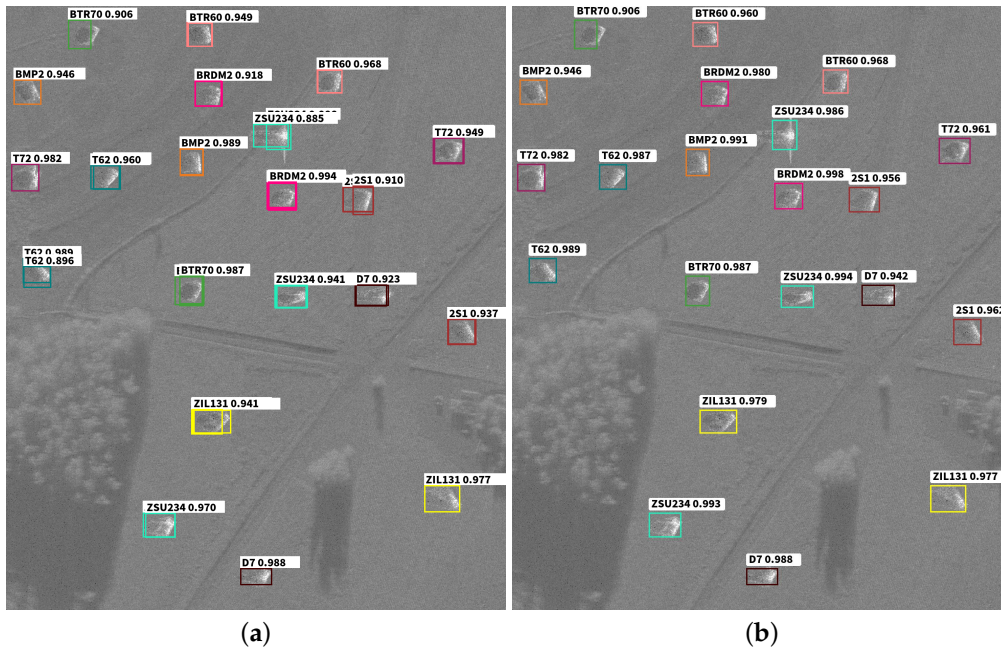 BTR70 0.906
BTR60 0.949
BMP2 0.946
BRDM2 0.918
BTR60 0.968
ZSU234 0.885
T72 0.949
BMP2 0.989
T72 0.982
T62 0.960
BRDM2 0.994
2S1 0.910
T62 0.989
T62 0.896
BTR70 0.987
ZSU234 0.941
D7 0.923
2S1 0.937
ZIL131 0.941
ZIL131 0.977
ZSU234 0.970
D7 0.988
(a)
BTR70 0.906
BTR60 0.960
BMP2 0.946
BRDM2 0.980
BTR60 0.968
ZSU234 0.986
T72 0.961
BMP2 0.991
T72 0.982
T62 0.987
BRDM2 0.998
2S1 0.956
T62 0.989
BTR70 0.987
ZSU234 0.994
D7 0.942
2S1 0.962
ZIL131 0.979
ZIL131 0.977
ZSU234 0.993
D7 0.988
(b)